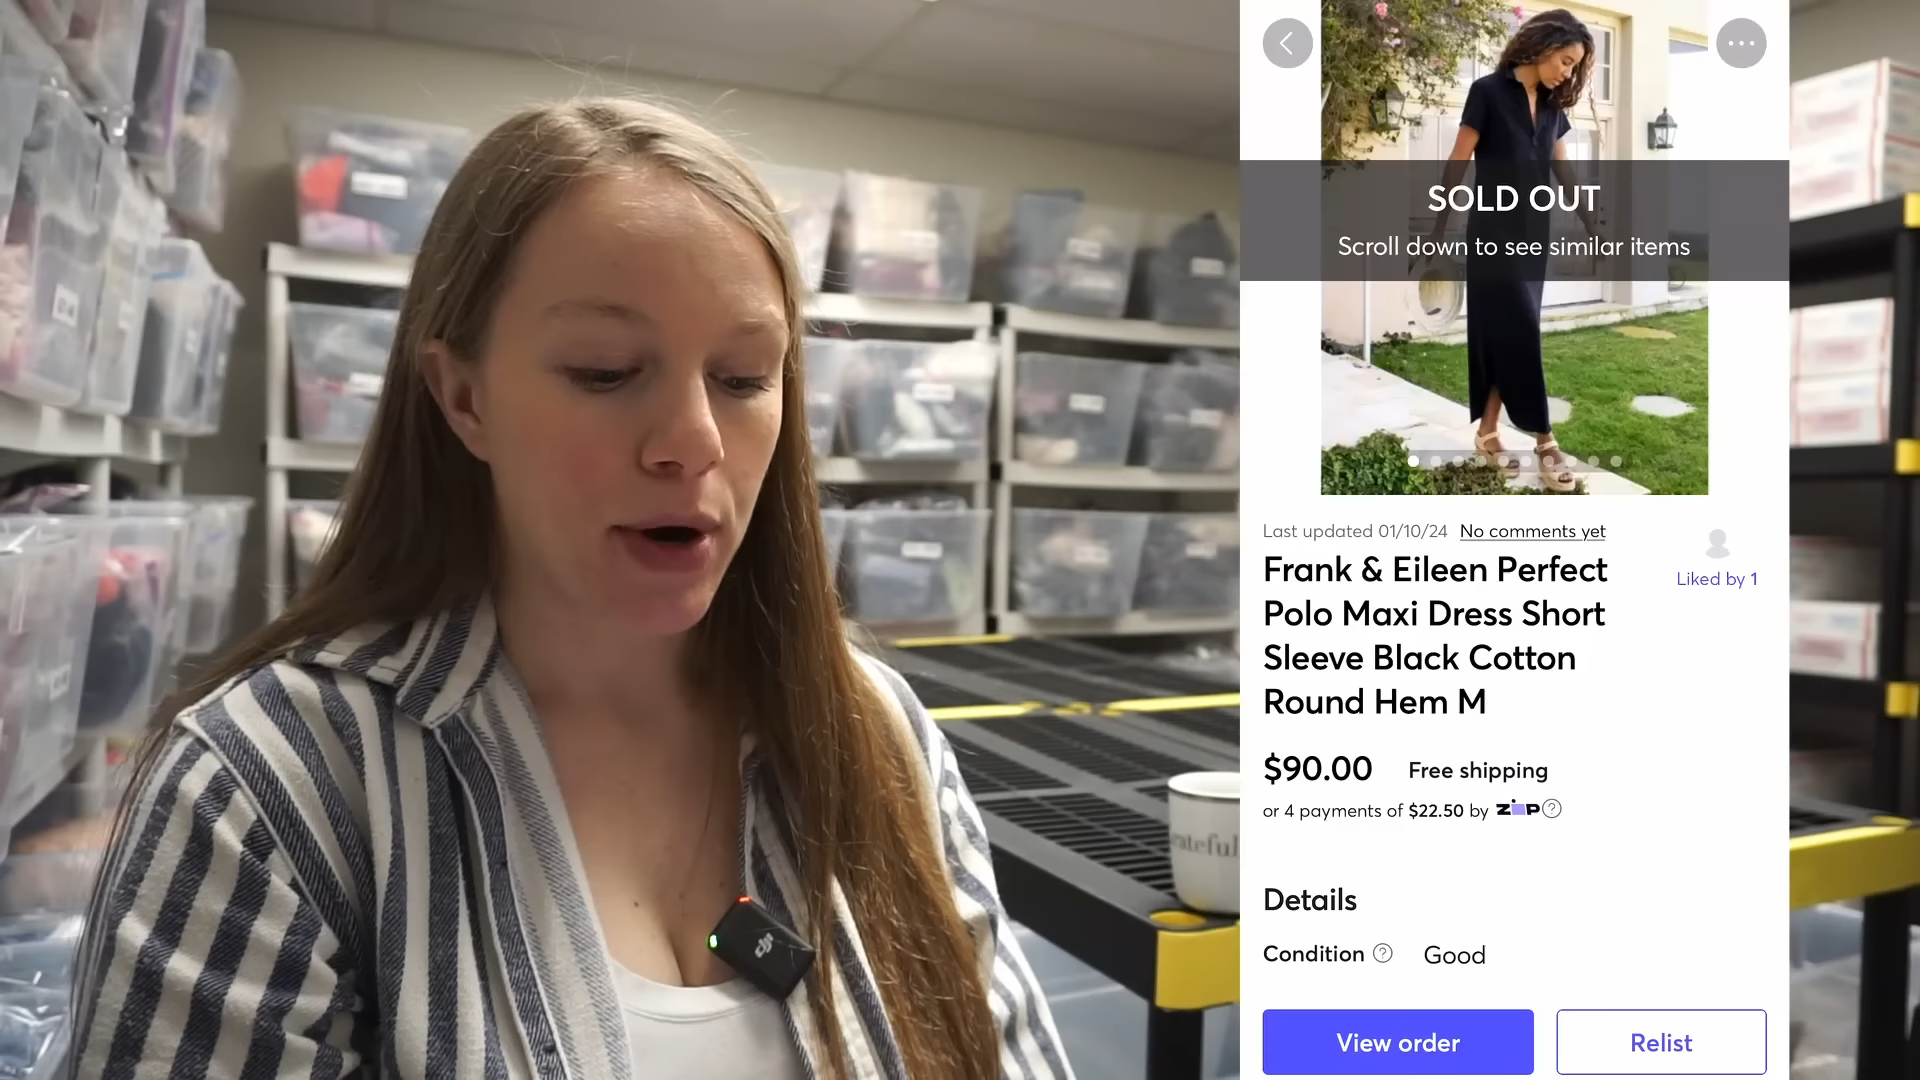 SOLD OUT
Scroll down to see similar items
Last updated 01/10/24 No comments yet
Liked by 1
Frank & Eileen Perfect
Polo Maxi Dress Short
Sleeve Black Cotton
Round Hem M
$90.00 Free shipping
or 4 payments of $22.50 by ZIP
Details
Condition Good
View order Relist
dji